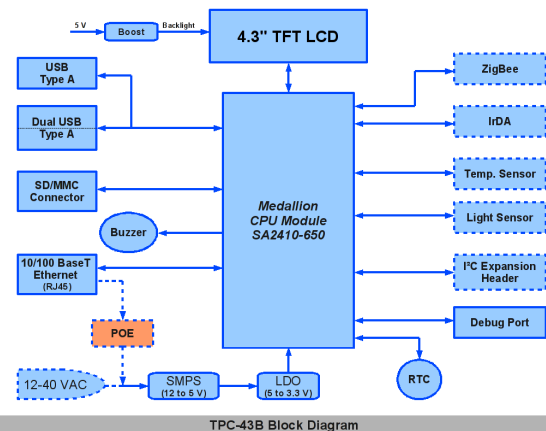 5 V
Boost
Backlight
4.3" TFT LCD
USB
Type A
Dual USB
Type A
SD/MMC
Connector
Buzzer
10/100 BaseT
Ethernet
(RJ45)
POE
12-40 VAC
SMPS
(12 to 5 V)
LDO
(5 to 3.3 V)
Medallion
CPU Module
SA2410-650
ZigBee
IrDA
Temp. Sensor
Light Sensor
I²C Expansion
Header
Debug Port
RTC
TPC-43B Block Diagram